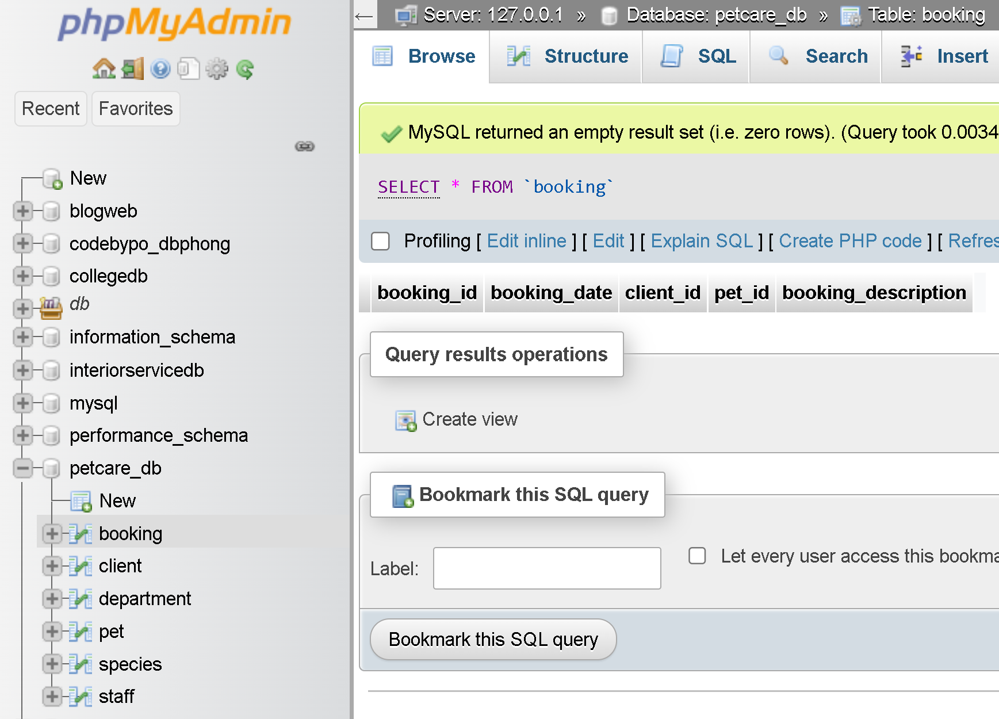 phpMyAdmin
Recent Favorites
New
blogweb
codebypo_dbphong
collegedb
db
information_schema
interiorservicedb
mysql
performance_schema
petcare_db
New
booking
client
department
pet
species
staff
← Server: 127.0.0.1 » Database: petcare_db » Table: booking
Browse Structure SQL Search Insert
MySQL returned an empty result set (i.e. zero rows). (Query took 0.0034
SELECT * FROM `booking`
Profiling [ Edit inline ] [ Edit ] [ Explain SQL ] [ Create PHP code ] [ Refres
booking_id booking_date client_id pet_id booking_description
Query results operations
Create view
Bookmark this SQL query
Label: Let every user access this bookma
Bookmark this SQL query